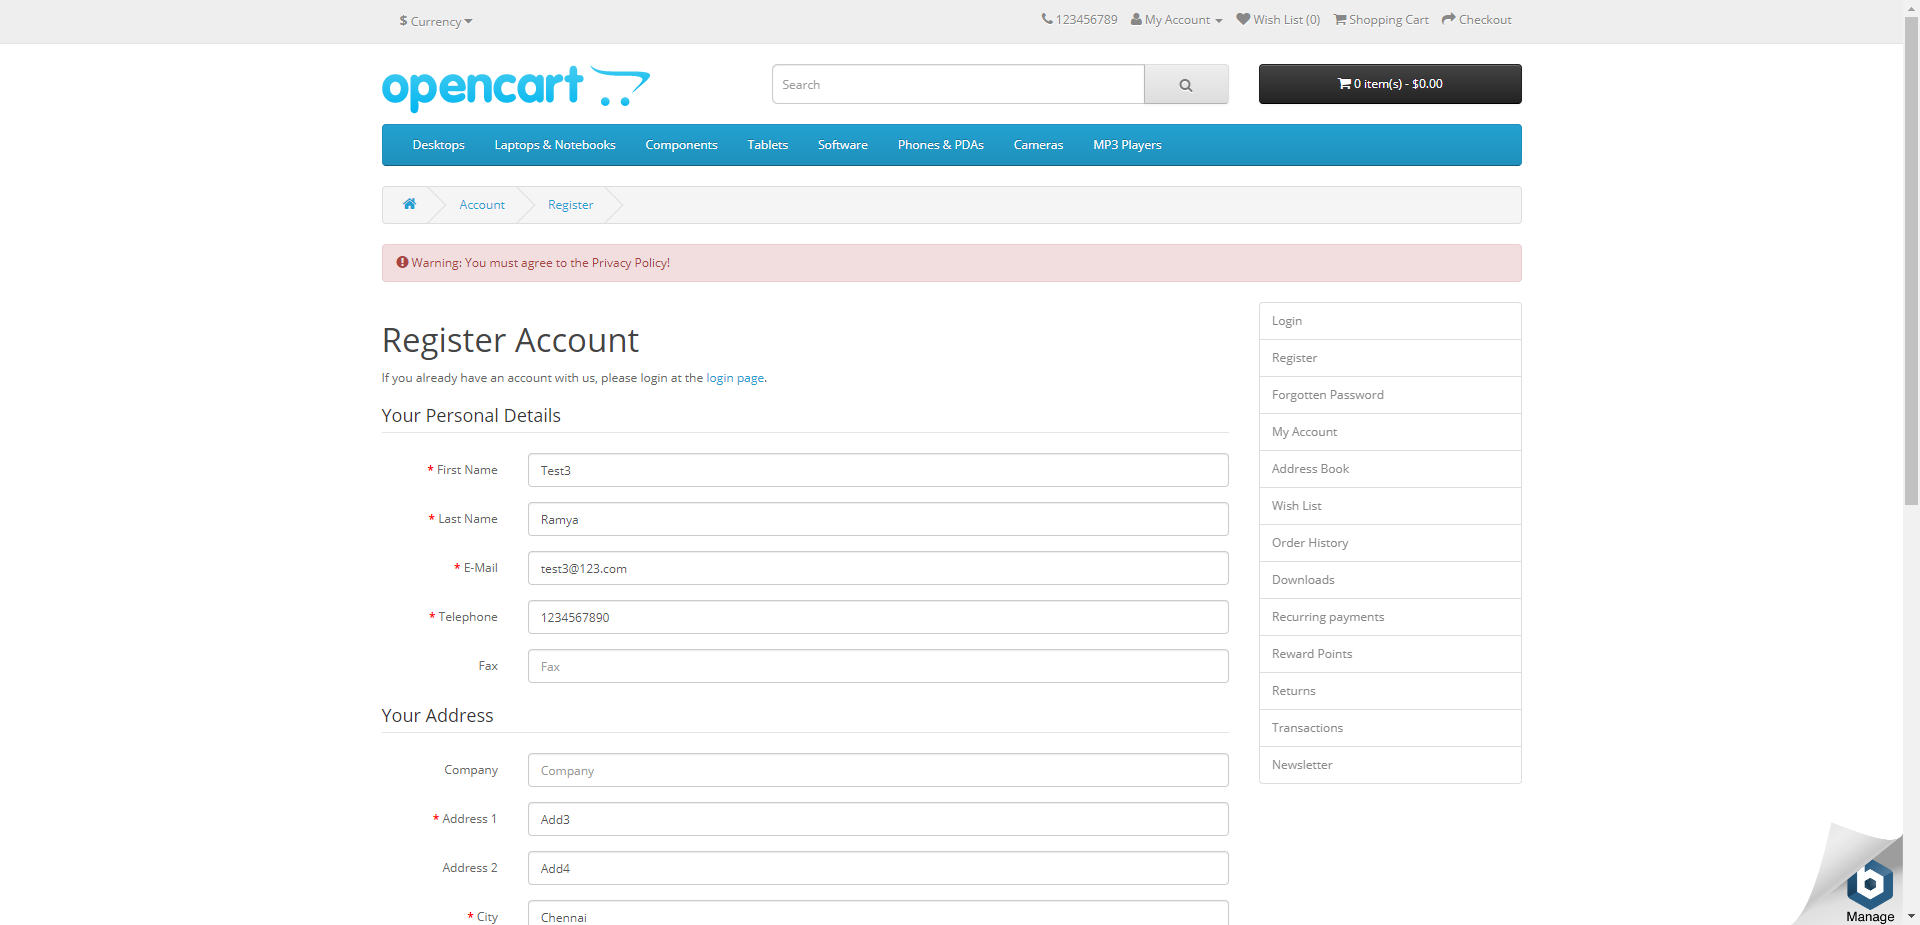 $ Currency
123456789 My Account Wish List (0) Shopping Cart Checkout
opencart
Search
0 item(s) - $0.00
Desktops Laptops & Notebooks Components Tablets Software Phones & PDAs Cameras MP3 Players
Account Register
Warning: You must agree to the Privacy Policy!
Register Account
If you already have an account with us, please login at the login page.
Your Personal Details
* First Name Test3
* Last Name Ramya
* E-Mail test3@123.com
* Telephone 1234567890
Fax Fax
Your Address
Company Company
* Address 1 Add3
Address 2 Add4
* City Chennai
Login
Register
Forgotten Password
My Account
Address Book
Wish List
Order History
Downloads
Recurring payments
Reward Points
Returns
Transactions
Newsletter
b
Manage